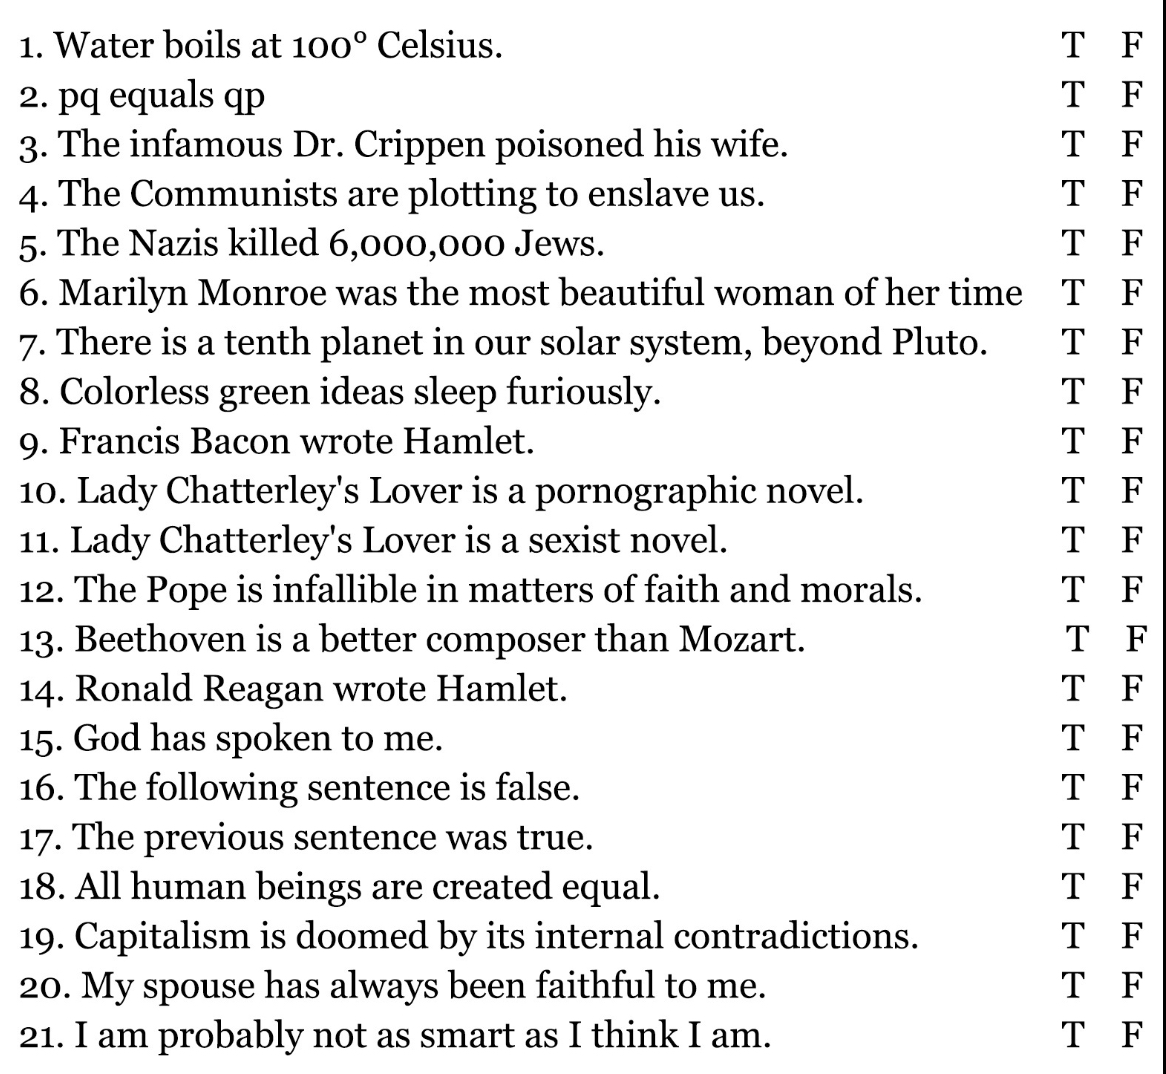 1. Water boils at 100° Celsius. T F
2. pq equals qp T F
3. The infamous Dr. Crippen poisoned his wife. T F
4. The Communists are plotting to enslave us. T F
5. The Nazis killed 6,000,000 Jews. T F
6. Marilyn Monroe was the most beautiful woman of her time T F
7. There is a tenth planet in our solar system, beyond Pluto. T F
8. Colorless green ideas sleep furiously. T F
9. Francis Bacon wrote Hamlet. T F
10. Lady Chatterley's Lover is a pornographic novel. T F
11. Lady Chatterley's Lover is a sexist novel. T F
12. The Pope is infallible in matters of faith and morals. T F
13. Beethoven is a better composer than Mozart. T F
14. Ronald Reagan wrote Hamlet. T F
15. God has spoken to me. T F
16. The following sentence is false. T F
17. The previous sentence was true. T F
18. All human beings are created equal. T F
19. Capitalism is doomed by its internal contradictions. T F
20. My spouse has always been faithful to me. T F
21. I am probably not as smart as I think I am. T F